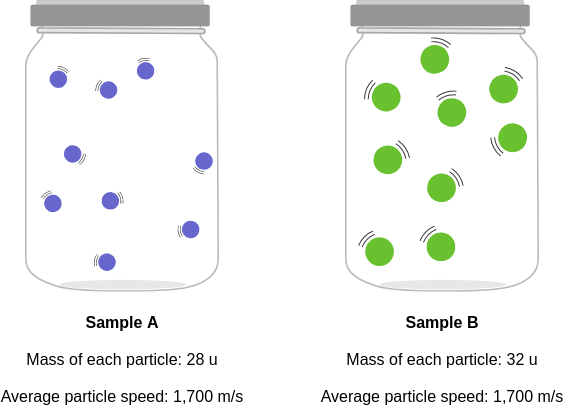 Sample A
Mass of each particle: 28 u
Average particle speed: 1,700 m/s
Sample B
Mass of each particle: 32 u
Average particle speed: 1,700 m/s